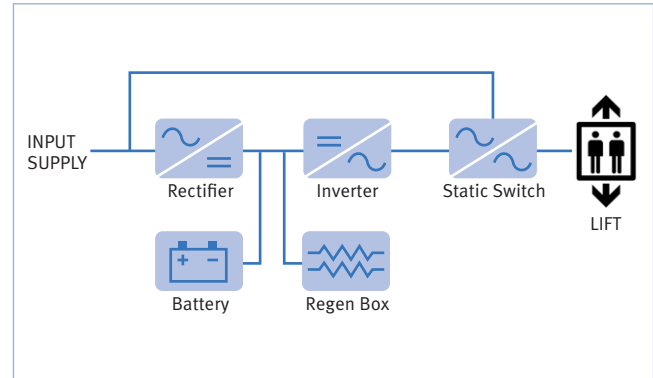 INPUT
SUPPLY
Rectifier
Inverter
Static Switch
LIFT
+ −
Battery
Regen Box